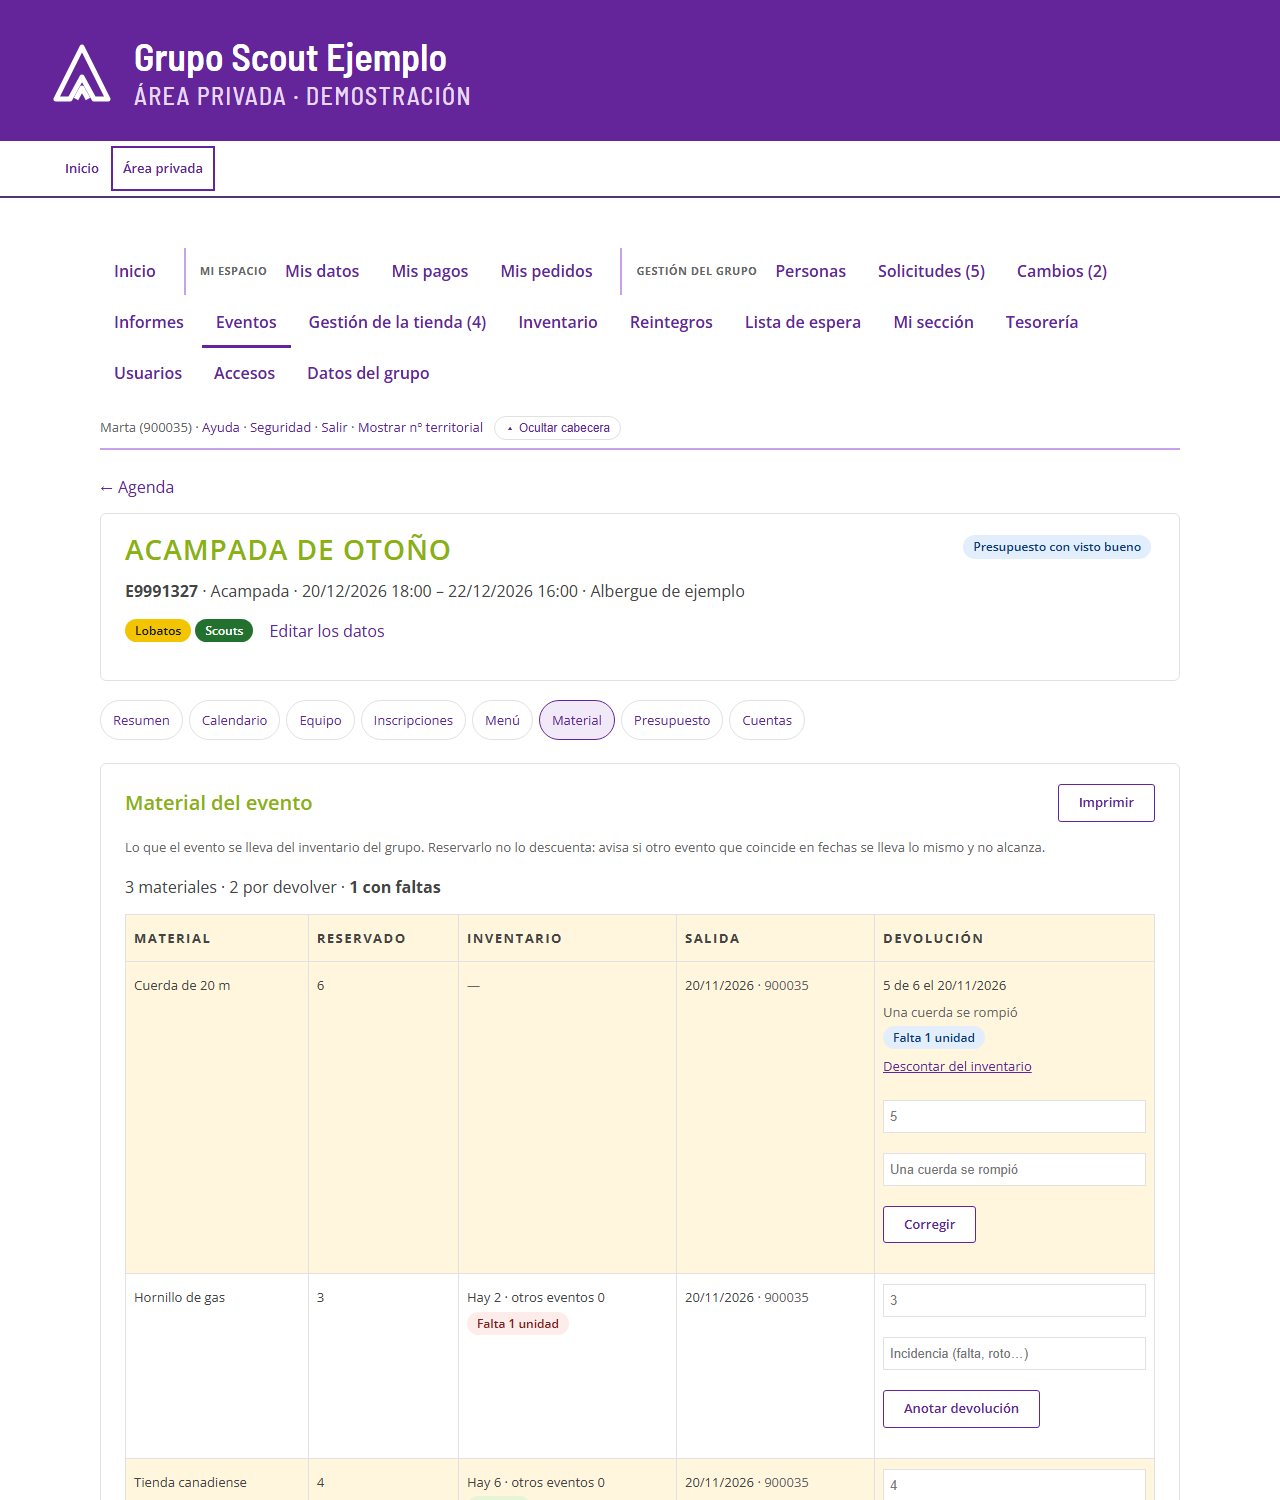 Grupo Scout Ejemplo
ÁREA PRIVADA · DEMOSTRACIÓN
Inicio Área privada
Inicio MI ESPACIO Mis datos Mis pagos Mis pedidos GESTIÓN DEL GRUPO Personas Solicitudes (5) Cambios (2)
Informes Eventos Gestión de la tienda (4) Inventario Reintegros Lista de espera Mi sección Tesorería
Usuarios Accesos Datos del grupo
Marta (900035) · Ayuda · Seguridad · Salir · Mostrar nº territorial ▲ Ocultar cabecera
← Agenda
ACAMPADA DE OTOÑO Presupuesto con visto bueno
E9991327 · Acampada · 20/12/2026 18:00 – 22/12/2026 16:00 · Albergue de ejemplo
Lobatos Scouts Editar los datos
Resumen Calendario Equipo Inscripciones Menú Material Presupuesto Cuentas
Material del evento Imprimir
Lo que el evento se lleva del inventario del grupo. Reservarlo no lo descuenta: avisa si otro evento que coincide en fechas se lleva lo mismo y no alcanza.
3 materiales · 2 por devolver · 1 con faltas
MATERIAL RESERVADO INVENTARIO SALIDA DEVOLUCIÓN
Cuerda de 20 m 6 — 20/11/2026 · 900035 5 de 6 el 20/11/2026
Una cuerda se rompió
Falta 1 unidad
Descontar del inventario
5
Una cuerda se rompió
Corregir
Hornillo de gas 3 Hay 2 · otros eventos 0 20/11/2026 · 900035 3
Falta 1 unidad
Incidencia (falta, roto…)
Anotar devolución
Tienda canadiense 4 Hay 6 · otros eventos 0 20/11/2026 · 900035 4